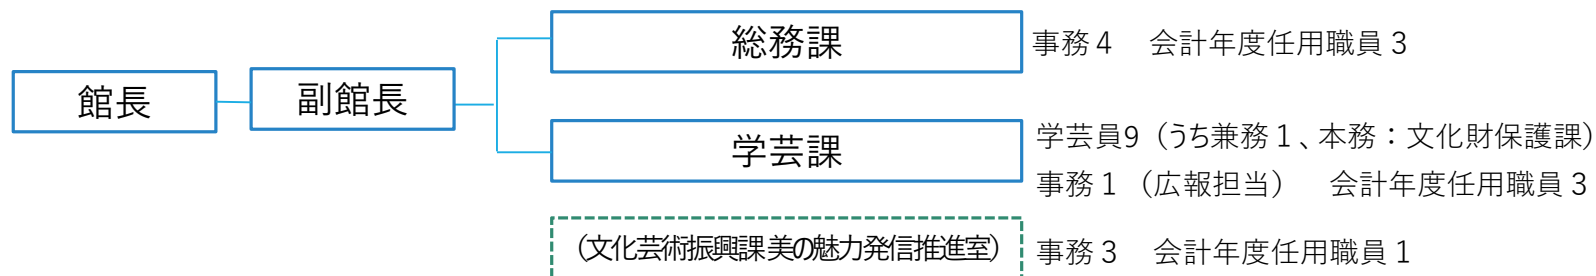 総務課
事務４　会計年度任用職員３
館長
副館長
学芸課
学芸員9（うち兼務１、本務：文化財保護課）
事務１（広報担当）　会計年度任用職員３
（文化芸術振興課 美の魅力発信推進室）
事務３　会計年度任用職員１